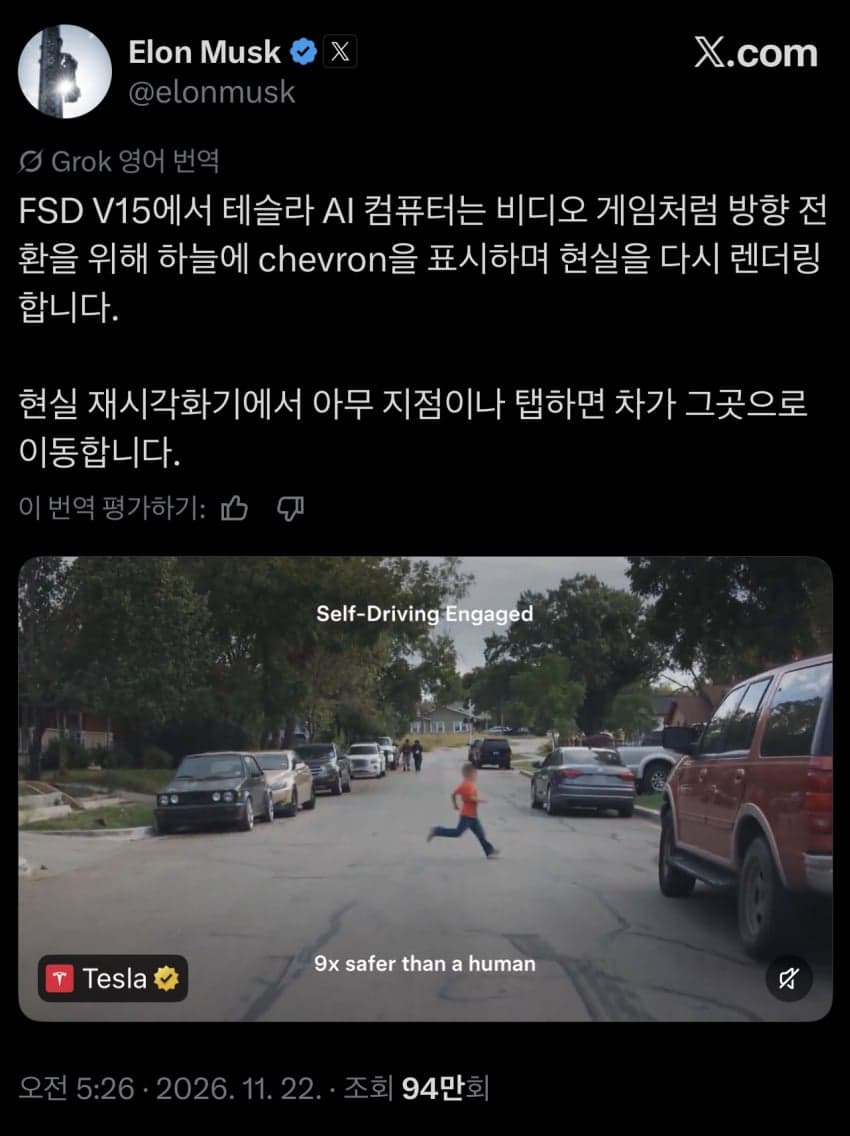 Elon Musk
X.com
@elonmusk
Grok 영어 번역
FSD V15에서 테슬라 AI 컴퓨터는 비디오 게임처럼 방향 전
환을 위해 하늘에 chevron을 표시하며 현실을 다시 렌더링
합니다.
현실 재시각화기에서 아무 지점이나 탭하면 차가 그곳으로
이동합니다.
이 번역 평가하기:
Self-Driving Engaged
9x safer than a human
Tesla
오전 5:26 · 2026. 11. 22. · 조회 94만회